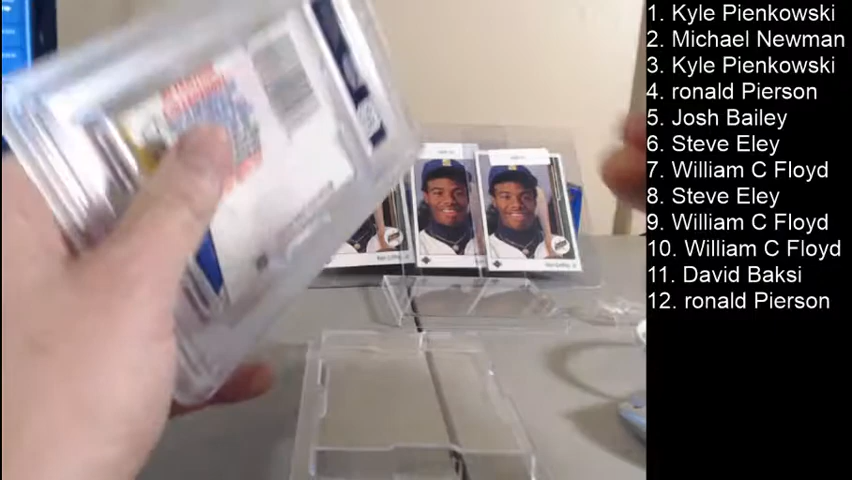 1. Kyle Pienkowski
2. Michael Newman
3. Kyle Pienkowski
4. ronald Pierson
5. Josh Bailey
6. Steve Eley
7. William C Floyd
8. Steve Eley
9. William C Floyd
10. William C Floyd
11. David Baksi
12. ronald Pierson